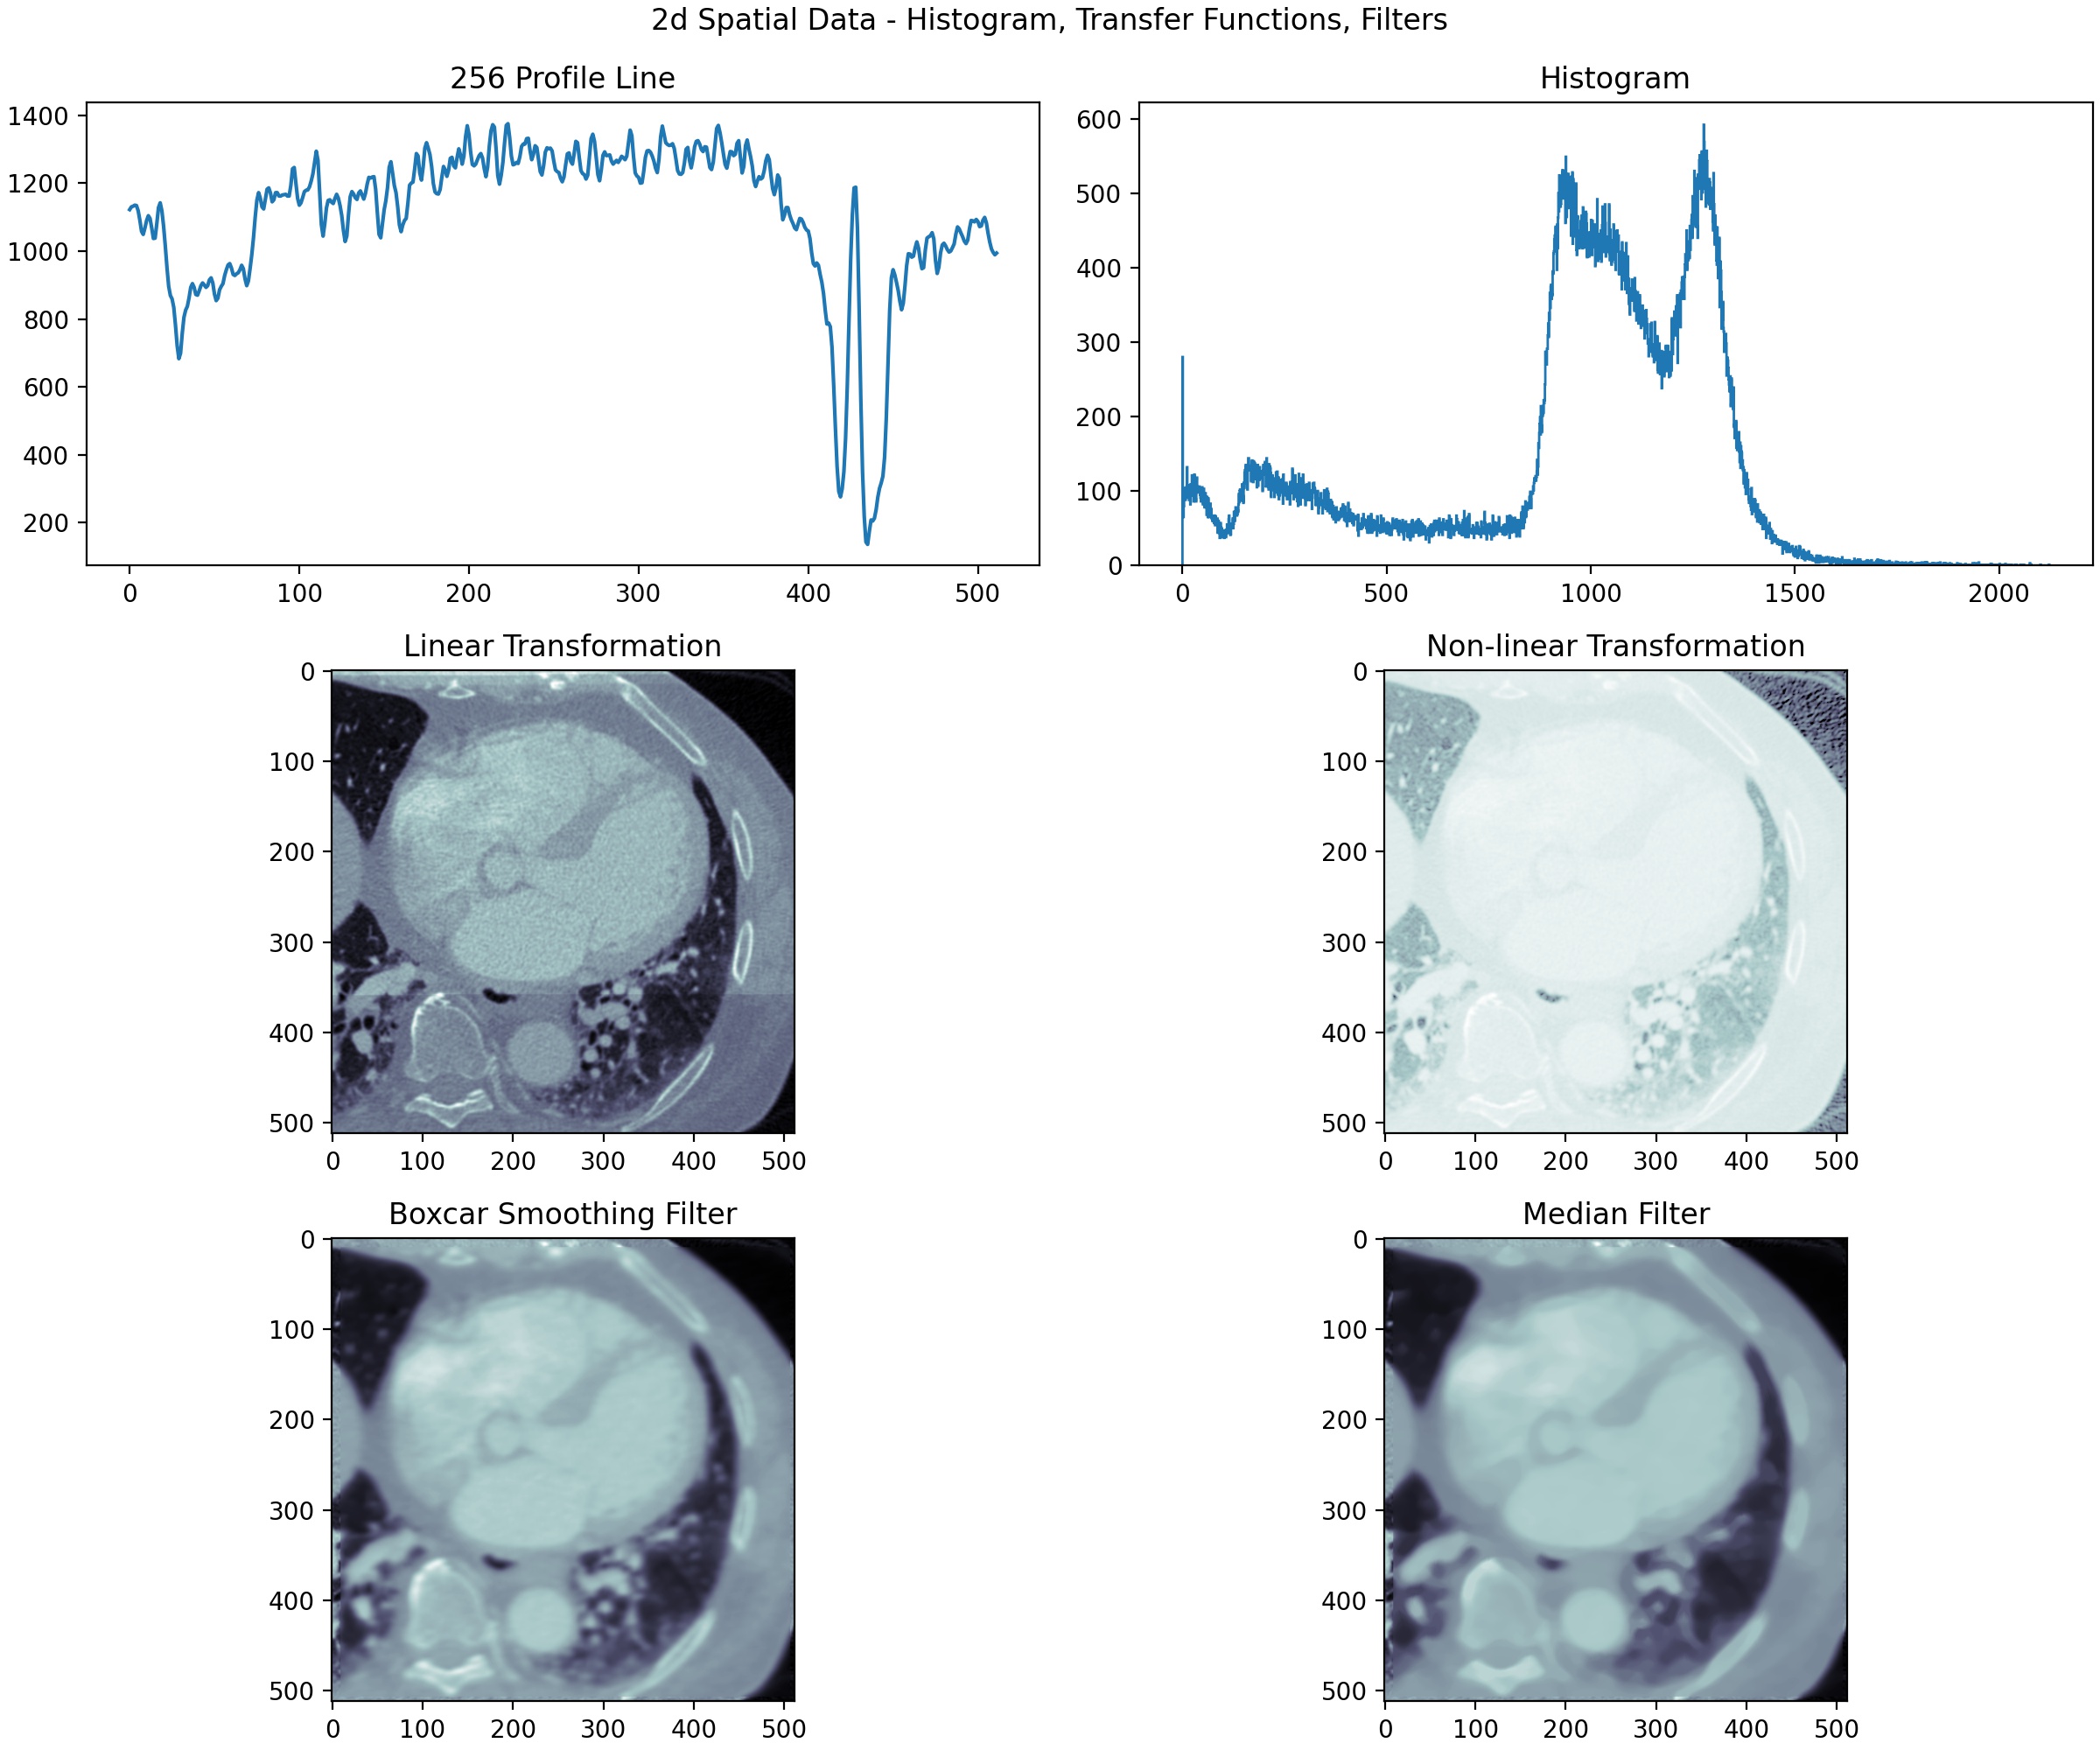 2d Spatial Data - Histogram, Transfer Functions, Filters
256 Profile Line
1400
1200
1000
800
600
400
200
0 100 200 300 400 500
Histogram
600
500
400
300
200
100
0
0 500 1000 1500 2000
Linear Transformation
0
100
200
300
400
500
0 100 200 300 400 500
Non-linear Transformation
0
100
200
300
400
500
0 100 200 300 400 500
Boxcar Smoothing Filter
0
100
200
300
400
500
0 100 200 300 400 500
Median Filter
0
100
200
300
400
500
0 100 200 300 400 500